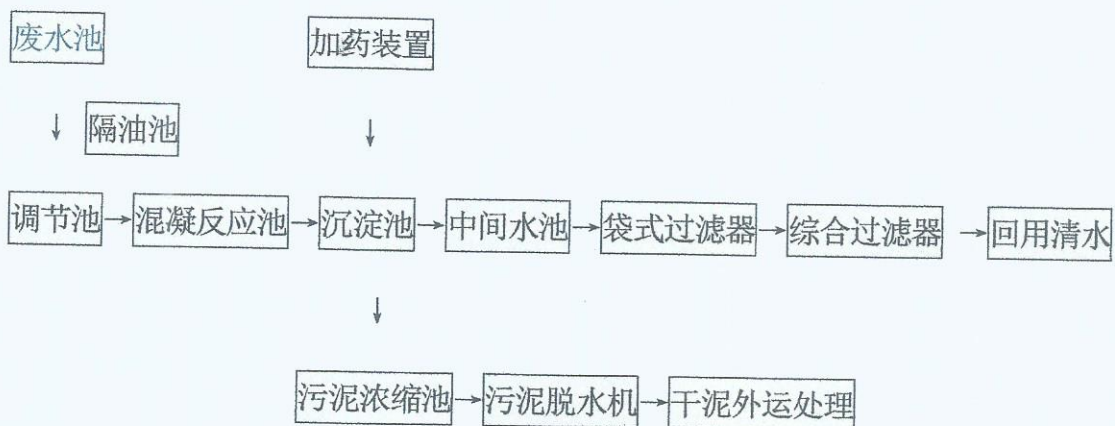 废水池
加药装置
隔油池
调节池
混凝反应池
沉淀池
中间水池
袋式过滤器
综合过滤器
回用清水
污泥浓缩池
污泥脱水机
干泥外运处理